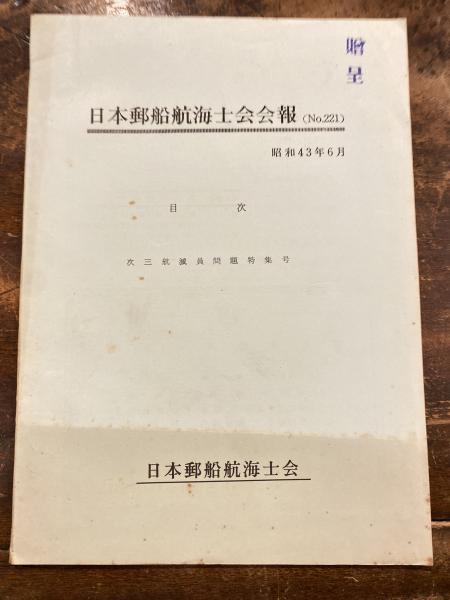 贈
呈
日本郵船航海士会会報 (No.221)
昭和43年6月
目 次
次三航減員問題特集号
日本郵船航海士会